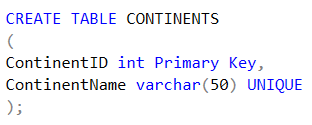 CREATE TABLE CONTINENTS
(
ContinentID int Primary Key,
ContinentName varchar(50) UNIQUE
);